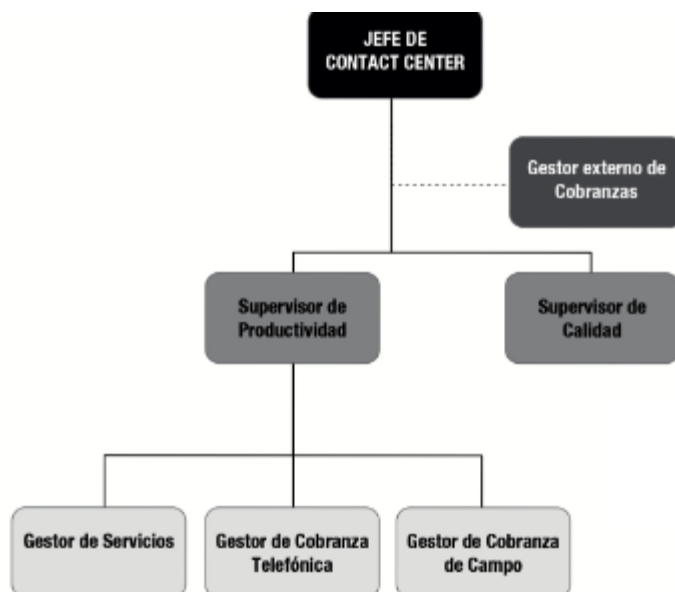 JEFE DE
CONTACT CENTER
Gestor externo de
Cobranzas
Supervisor de
Productividad
Supervisor de
Calidad
Gestor de Servicios
Gestor de Cobranza
Telefónica
Gestor de Cobranza
de Campo